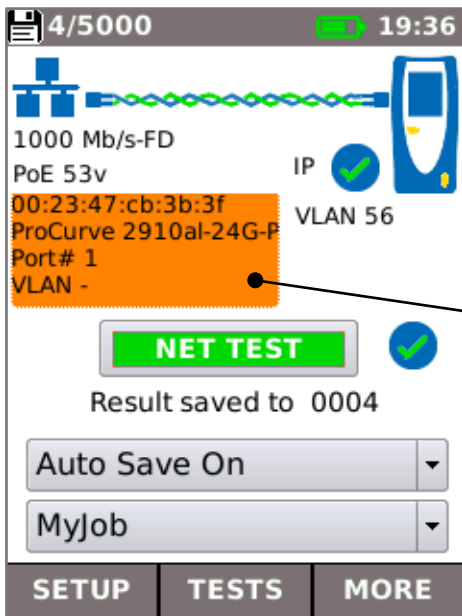 4/5000 19:36
1000 Mb/s-FD
PoE 53v
IP
00:23:47:cb:3b:3f
ProCurve 2910al-24G-P
Port# 1
VLAN -
VLAN 56
NET TEST
Result saved to 0004
Auto Save On
MyJob
SETUP TESTS MORE